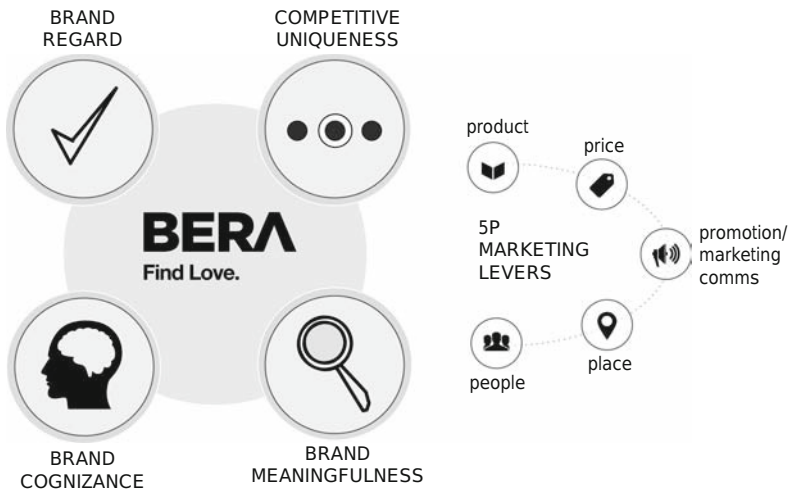 BRAND
REGARD
COMPETITIVE
UNIQUENESS
BERA
Find Love.
BRAND
COGNIZANCE
BRAND
MEANINGFULNESS
product
price
5P
MARKETING
LEVERS
promotion/
marketing
comms
place
people